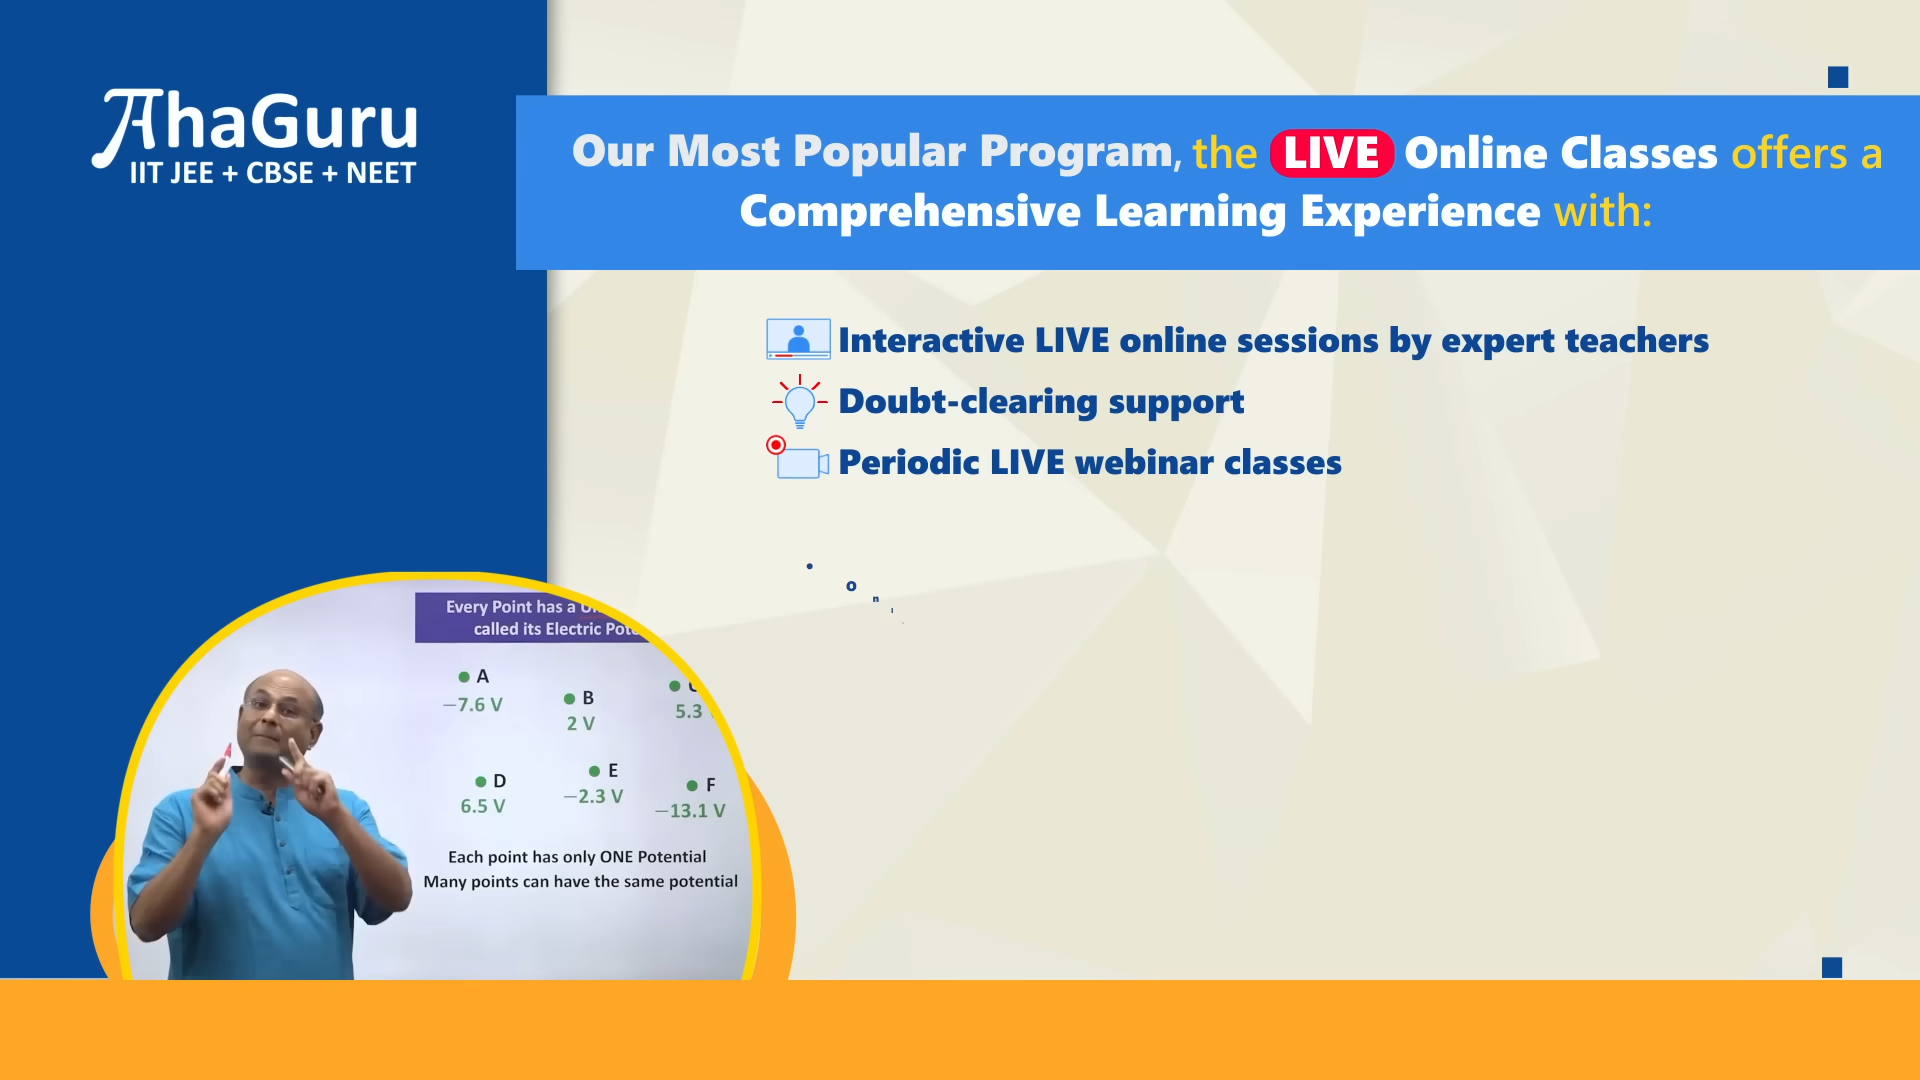 AhaGuru
IIT JEE + CBSE + NEET
Our Most Popular Program, the LIVE Online Classes offers a
Comprehensive Learning Experience with:
Interactive LIVE online sessions by expert teachers
Doubt-clearing support
Periodic LIVE webinar classes
Every Point has a
called its Electric
A
−7.6 V
B
2 V
5.3
D
6.5 V
E
−2.3 V
F
−13.1 V
Each point has only ONE Potential
Many points can have the same potential